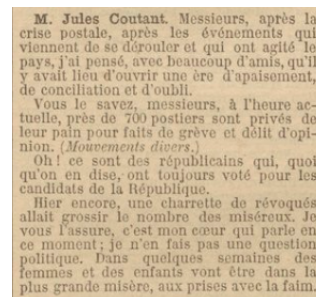 M. Jules Coutant. Messieurs, après la
crise postale, après les événements qui
viennent de se dérouler et qui ont agité le
pays, j'ai pensé, avec beaucoup d'amis, qu'il
y avait lieu d'ouvrir une ère d'apaisement,
de conciliation et d'oubli.
Vous le savez, messieurs, à l'heure ac-
tuelle, près de 700 postiers sont privés de
leur pain pour faits de grève et délit d'opi-
nion. (Mouvements divers.)
Oh! ce sont des républicains qui, quoi
qu'on en dise, ont toujours voté pour les
candidats de la République.
Hier encore, une charrette de révoqués
allait grossir le nombre des miséreux. Je
vous l'assure, c'est mon cœur qui parle en
ce moment; je n'en fais pas une question
politique. Dans quelques semaines des
femmes et des enfants vont être dans la
plus grande misère, aux prises avec la faim.